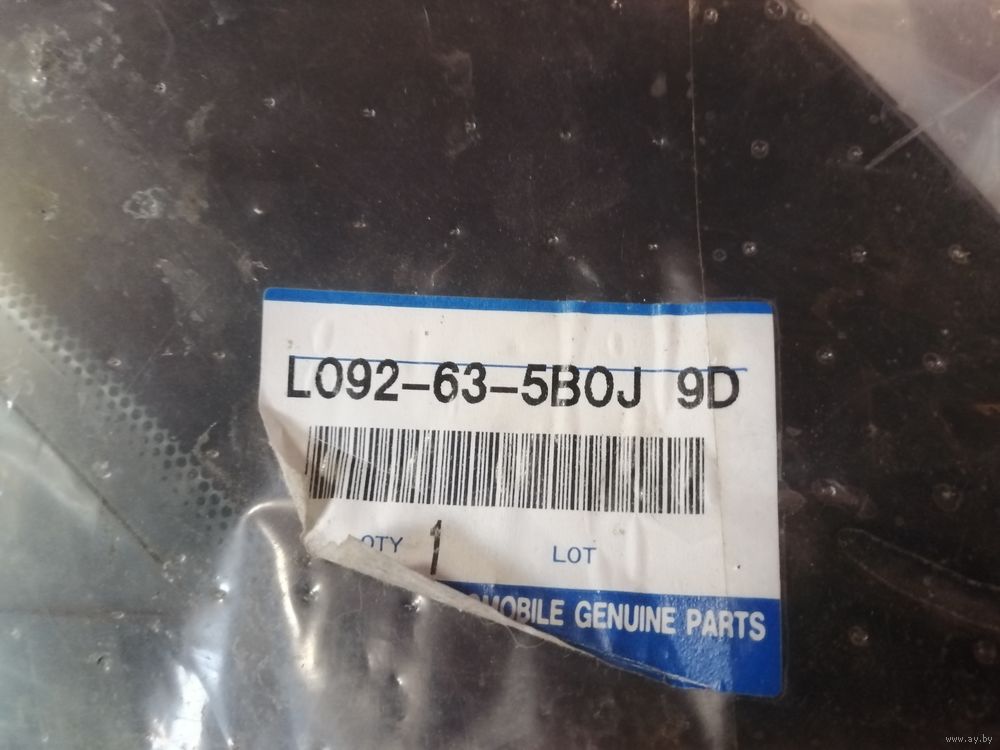 L092-63-5B0J 9D
QTY 1 LOT
MOBILE GENUINE PARTS
www.ay.by